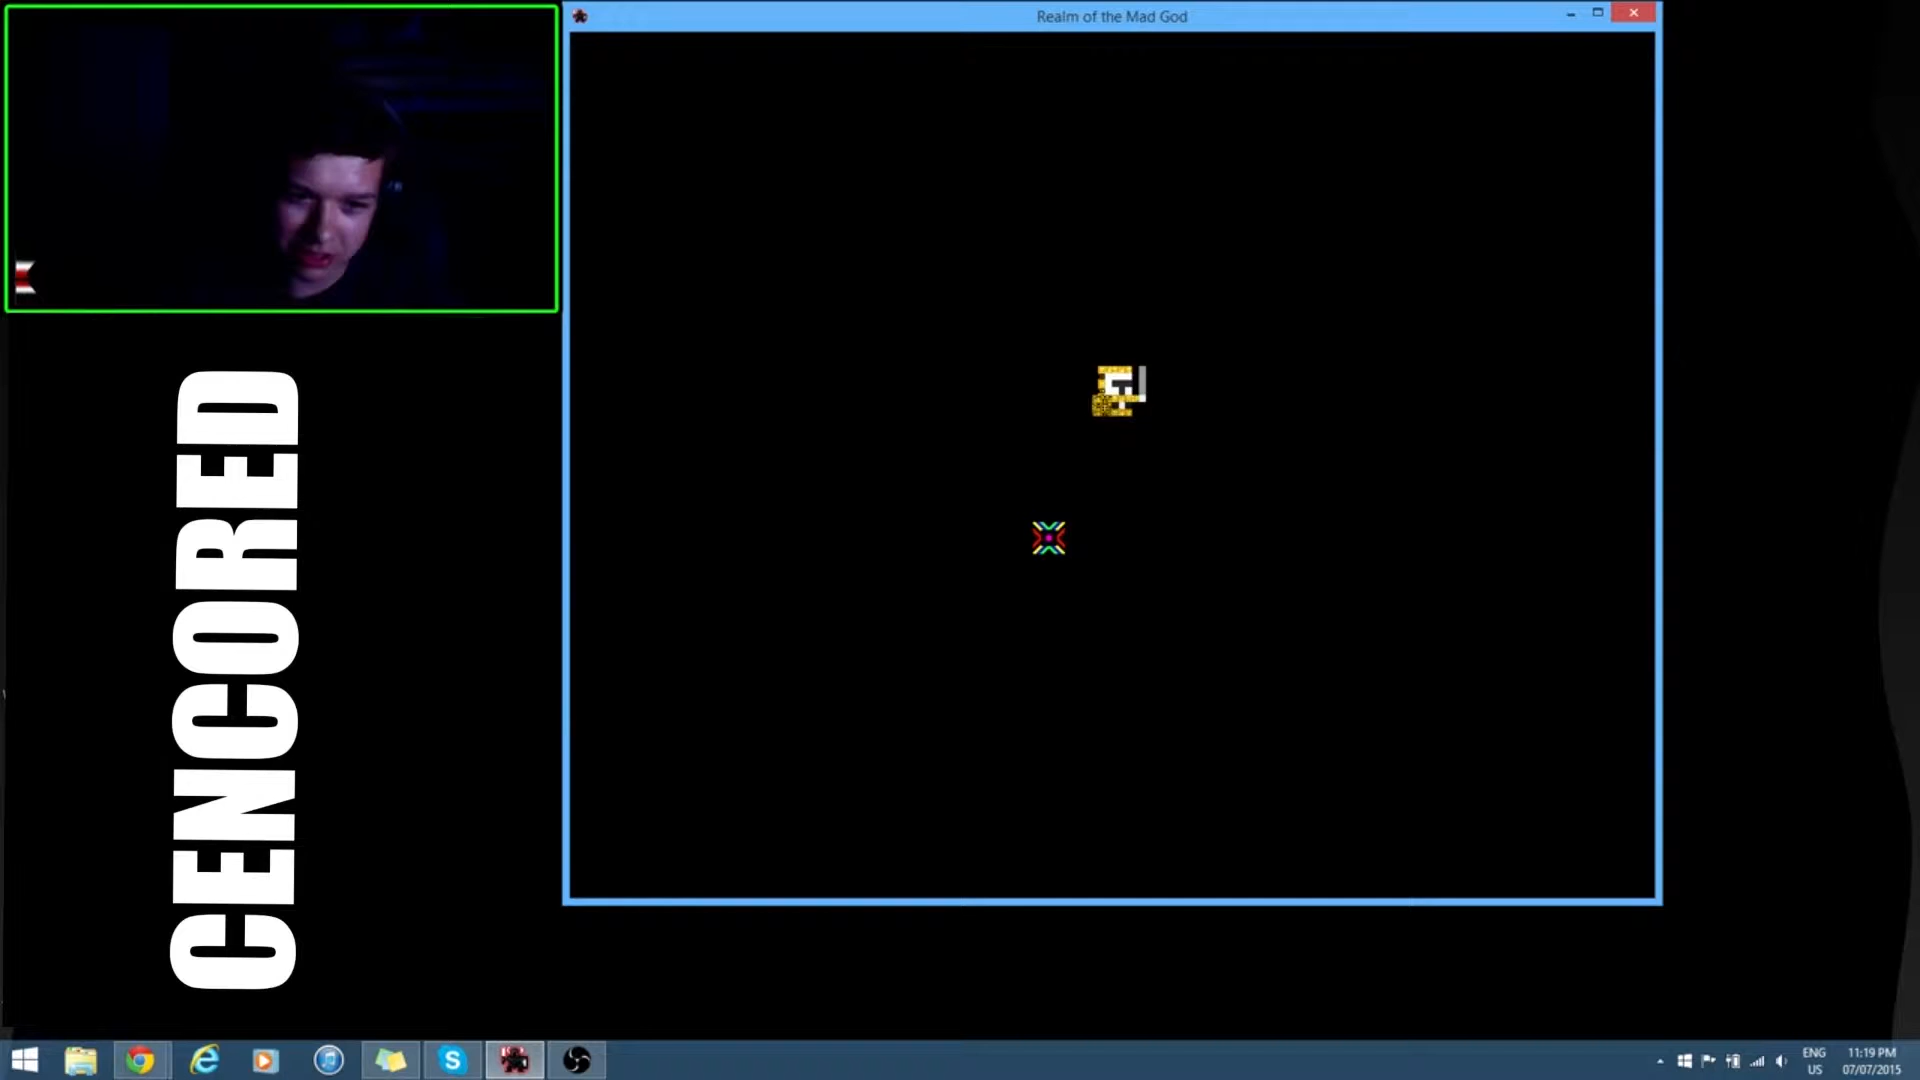 Realm of the Mad God
CENCORED
ENG
US
11:19 PM
07/07/2015